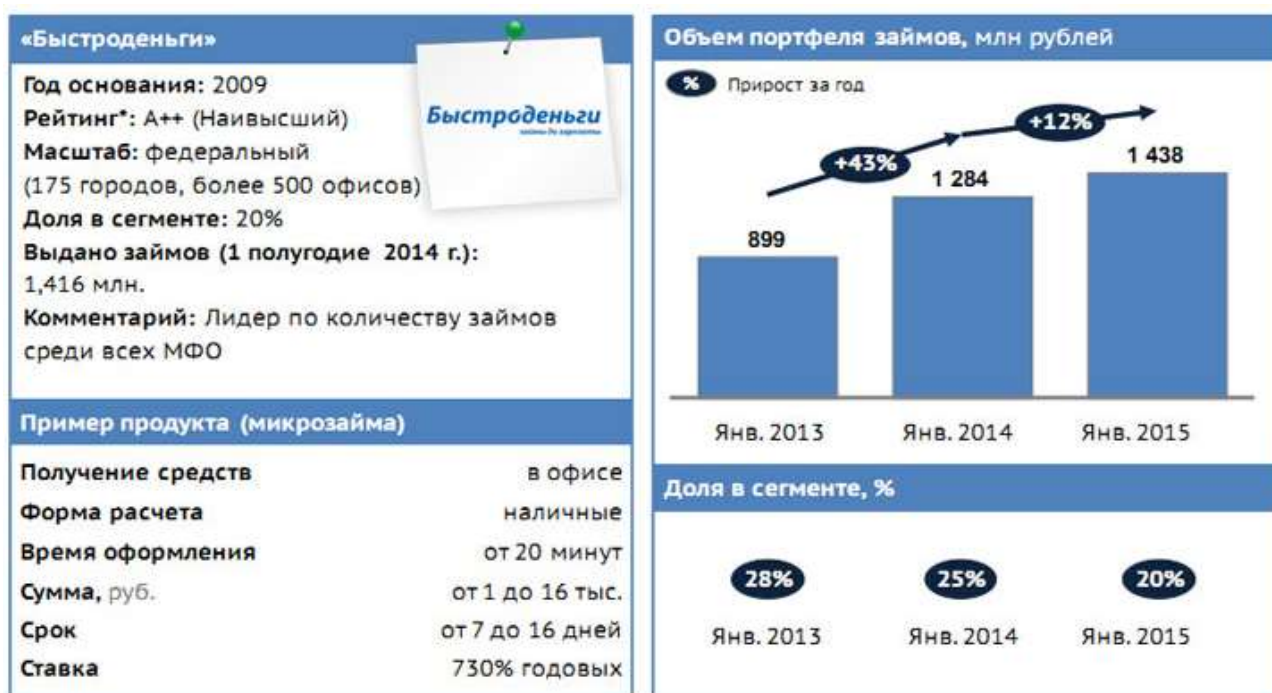 «Быстроденьги»
Год основания: 2009
Рейтинг*: А++ (Наивысший)
Масштаб: федеральный
(175 городов, более 500 офисов)
Доля в сегменте: 20%
Выдано займов (1 полугодие 2014 г.):
1,416 млн.
Комментарий: Лидер по количеству займов
среди всех МФО
Быстроденьги
займы до зарплаты
Пример продукта (микрозайма)
Получение средств в офисе
Форма расчета наличные
Время оформления от 20 минут
Сумма, руб. от 1 до 16 тыс.
Срок от 7 до 16 дней
Ставка 730% годовых
Объем портфеля займов, млн рублей
% Прирост за год
+43% +12%
899 1 284 1 438
Янв. 2013 Янв. 2014 Янв. 2015
Доля в сегменте, %
28% 25% 20%
Янв. 2013 Янв. 2014 Янв. 2015